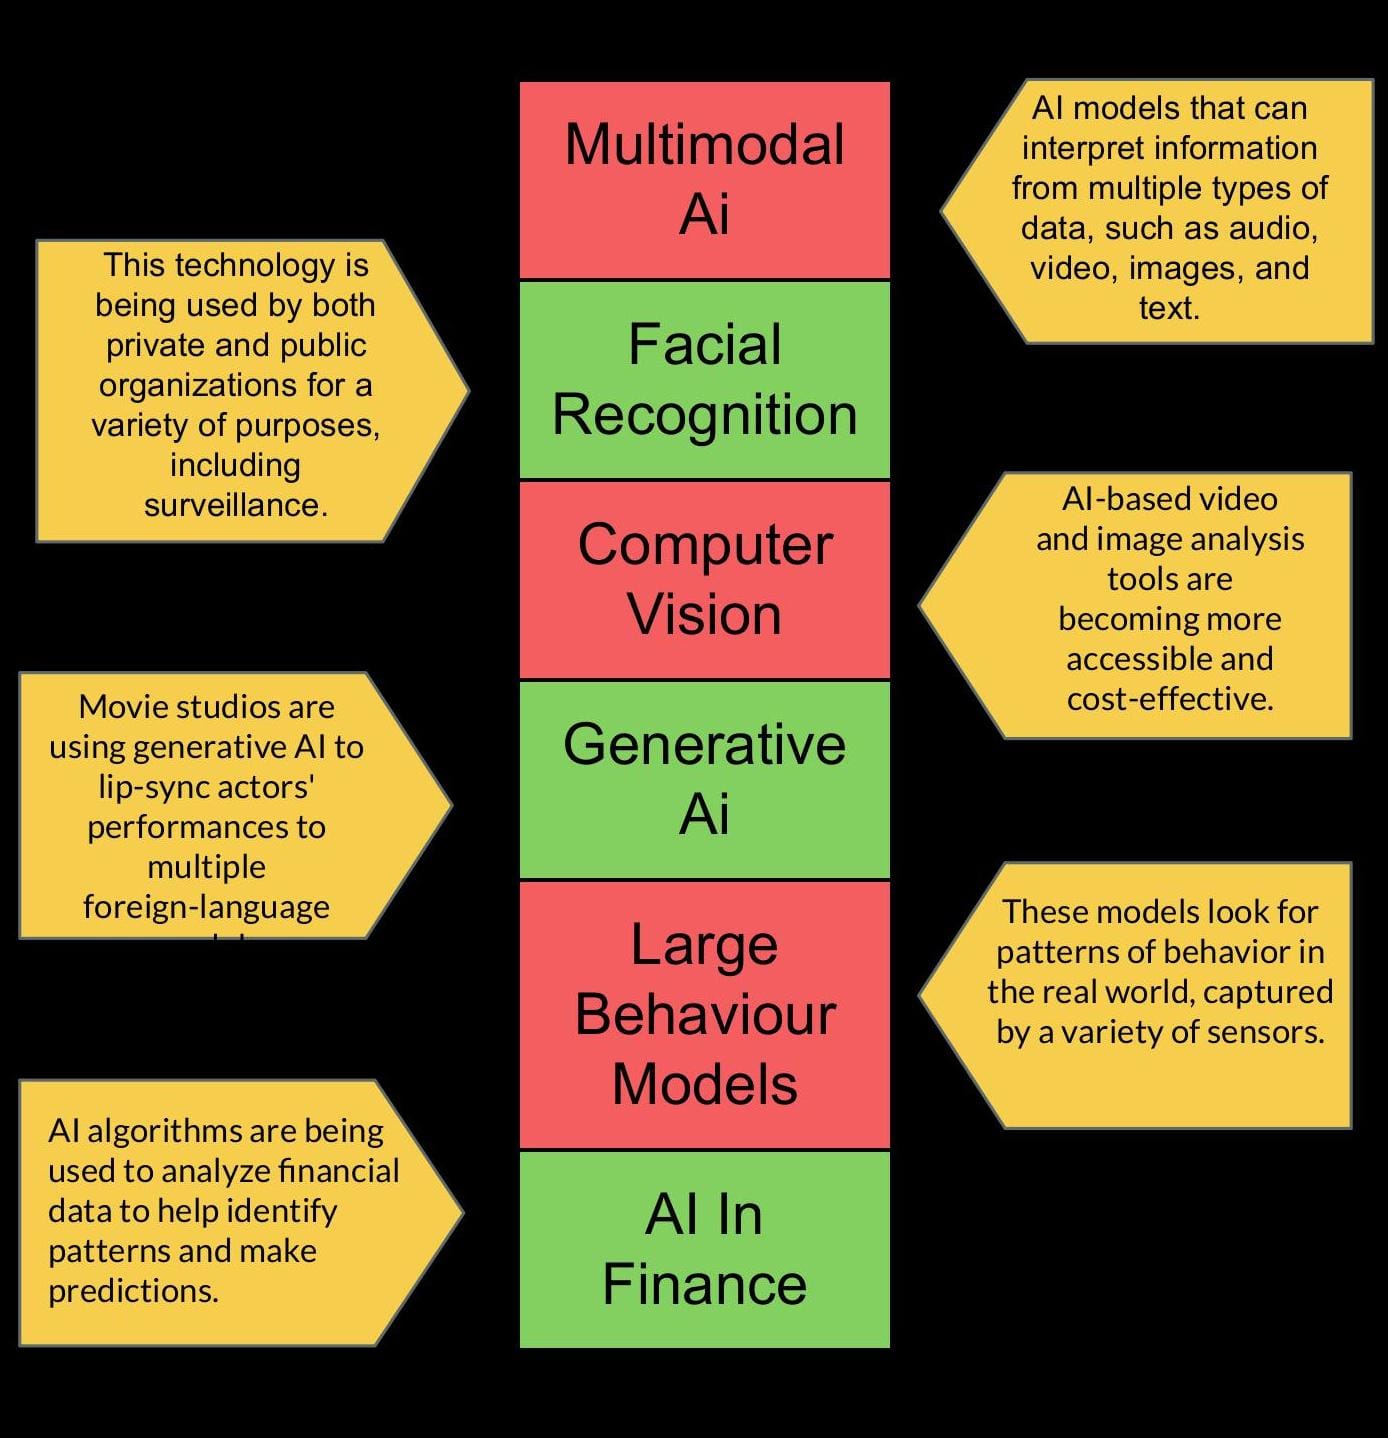 Multimodal
Ai
AI models that can
interpret information
from multiple types of
data, such as audio,
video, images, and
text.
This technology is
being used by both
private and public
organizations for a
variety of purposes,
including
surveillance.
Facial
Recognition
Computer
Vision
AI-based video
and image analysis
tools are
becoming more
accessible and
cost-effective.
Movie studios are
using generative AI to
lip-sync actors'
performances to
multiple
foreign-language
Generative
Ai
Large
Behaviour
Models
These models look for
patterns of behavior in
the real world, captured
by a variety of sensors.
AI algorithms are being
used to analyze financial
data to help identify
patterns and make
predictions.
AI In
Finance